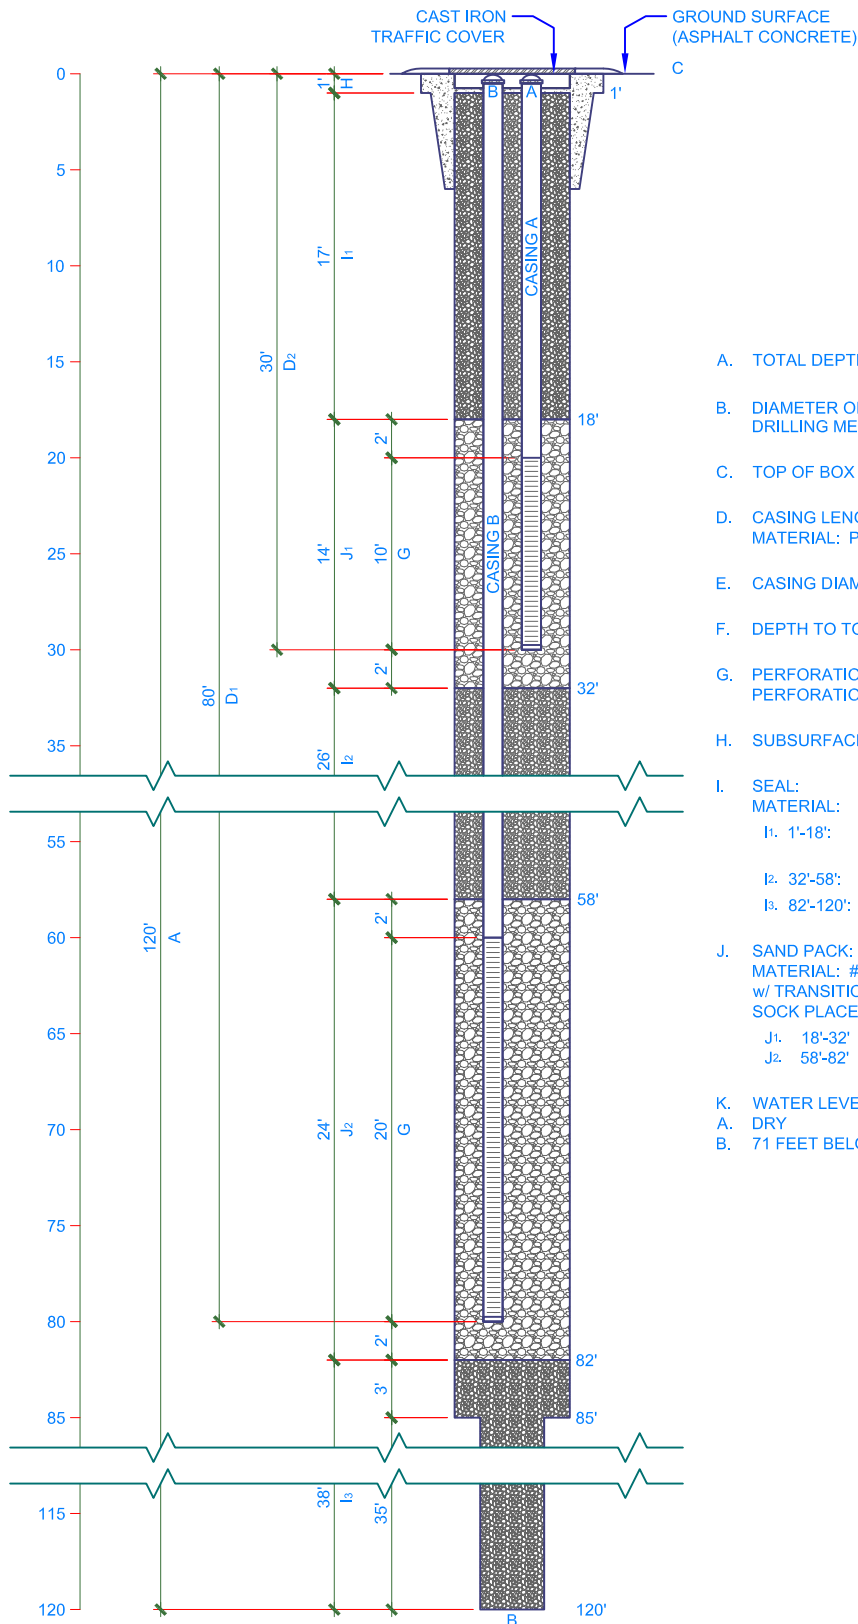 CAST IRON
TRAFFIC COVER
GROUND SURFACE
(ASPHALT CONCRETE)
0
1'
H
B
A
C
1'
5
10
15
20
25
30
35
55
60
65
70
75
80
85
115
120
17'
I1
CASING A
30'
D2
18'
2'
14'
J1
10'
G
CASING B
2'
32'
80'
D1
26'
I2
58'
2'
120'
A
24'
J2
20'
G
2'
82'
3'
85'
38'
I3
35'
B
120'
A. TOTAL DEPT
B. DIAMETER O
DRILLING ME
C. TOP OF BOX
D. CASING LENG
MATERIAL: P
E. CASING DIAM
F. DEPTH TO TO
G. PERFORATIO
PERFORATIO
H. SUBSURFACE
I. SEAL:
MATERIAL:
I1. 1'-18':
I2. 32'-58':
I3. 82'-120':
J. SAND PACK:
MATERIAL: #
w/ TRANSITIO
SOCK PLACE
J1. 18'-32'
J2. 58'-82'
K. WATER LEVE
A. DRY
B. 71 FEET BELO